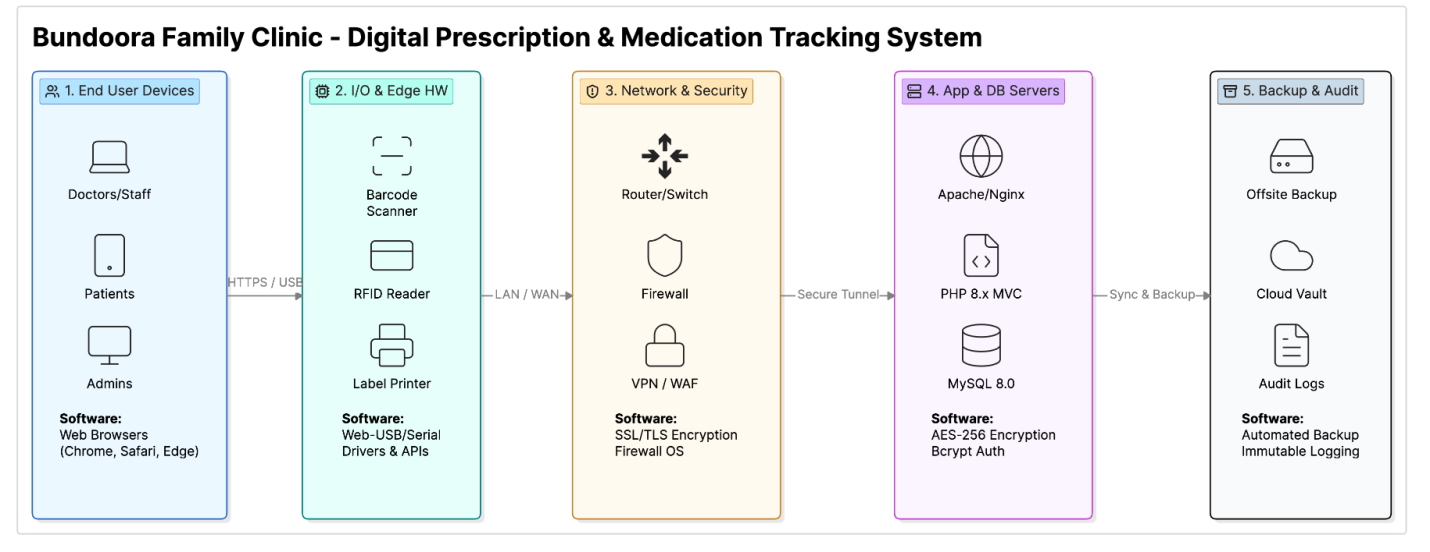 Bundoora Family Clinic - Digital Prescription & Medication Tracking System
1. End User Devices
Doctors/Staff
Patients
Admins
Software:
Web Browsers
(Chrome, Safari, Edge)
HTTPS / USB
2. I/O & Edge HW
Barcode
Scanner
RFID Reader
Label Printer
Software:
Web-USB/Serial
Drivers & APIs
LAN / WAN
3. Network & Security
Router/Switch
Firewall
VPN / WAF
Software:
SSL/TLS Encryption
Firewall OS
Secure Tunnel
4. App & DB Servers
Apache/Nginx
PHP 8.x MVC
MySQL 8.0
Software:
AES-256 Encryption
Bcrypt Auth
Sync & Backup
5. Backup & Audit
Offsite Backup
Cloud Vault
Audit Logs
Software:
Automated Backup
Immutable Logging